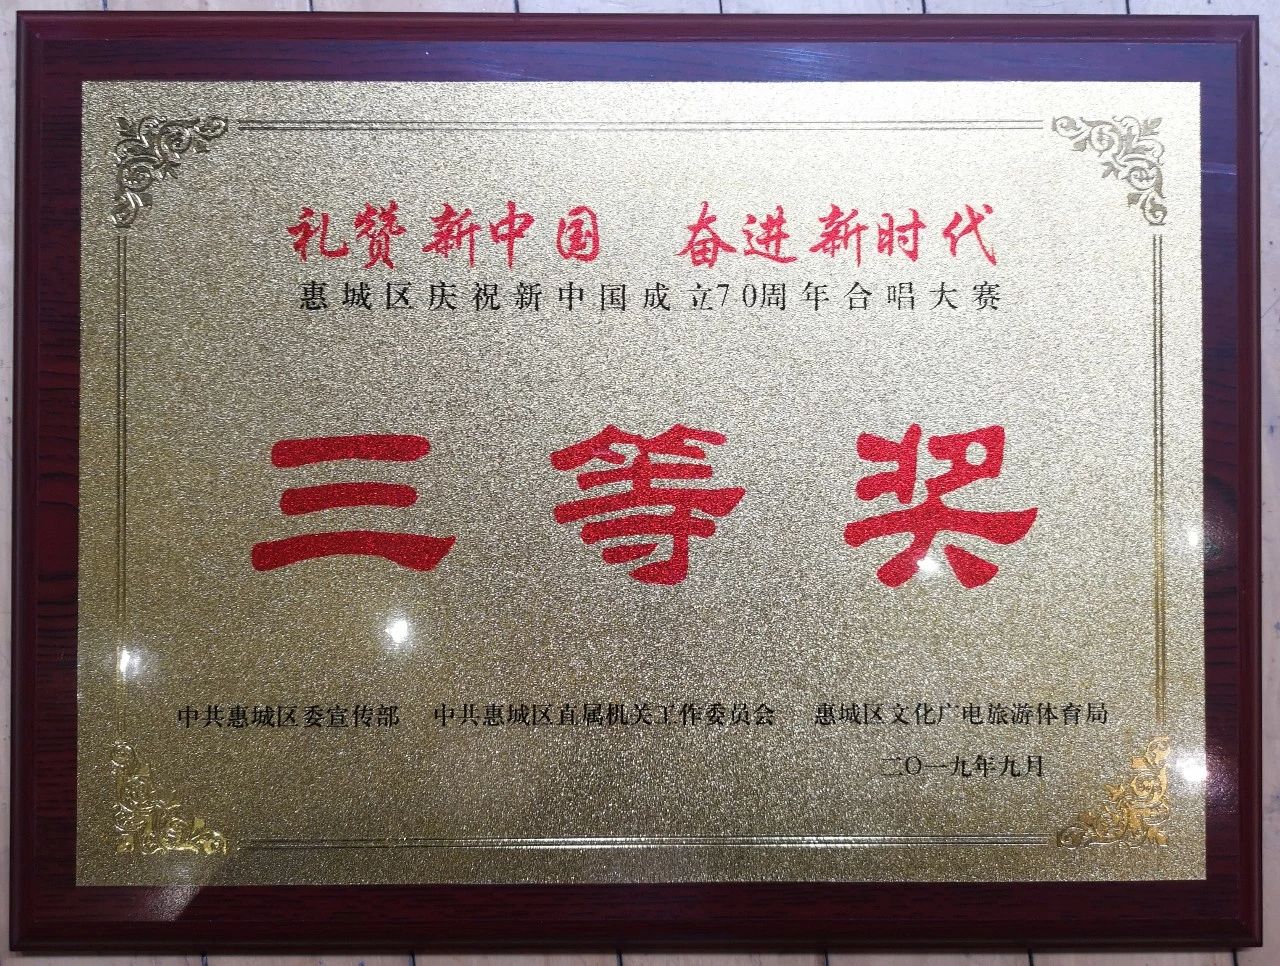 礼赞新中国 奋进新时代
惠城区庆祝新中国成立70周年合唱大赛
三等奖
中共惠城区委宣传部 中共惠城区直属机关工作委员会 惠城区文化广电旅游体育局
二〇一九年九月